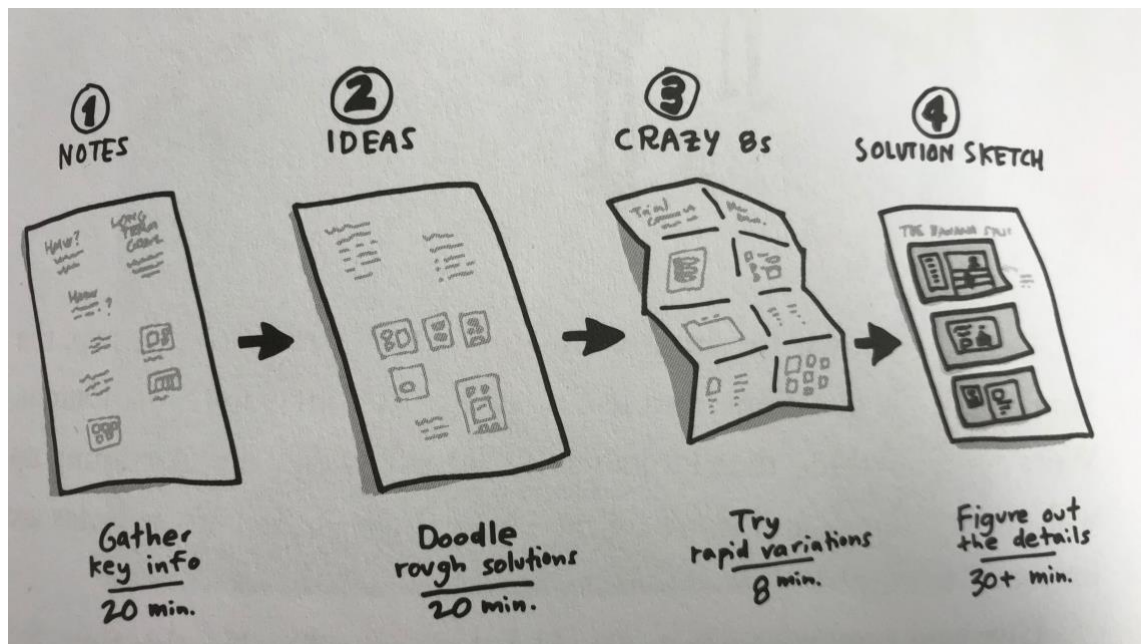 1
NOTES
HOW?
LONG
TERM
GOAL
HOW
?
Gather
key info
20 min.
2
IDEAS
Doodle
rough solutions
20 min.
3
CRAZY 8s
Try
rapid variations
8 min.
4
SOLUTION SKETCH
THE BANANA SPLIT
Figure out
the details
30+ min.